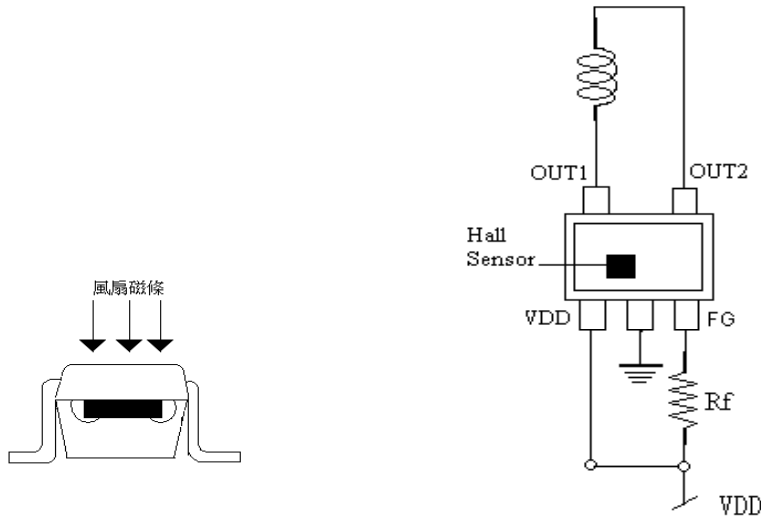 風扇磁條
OUT1
OUT2
Hall
Sensor
VDD
FG
Rf
VDD